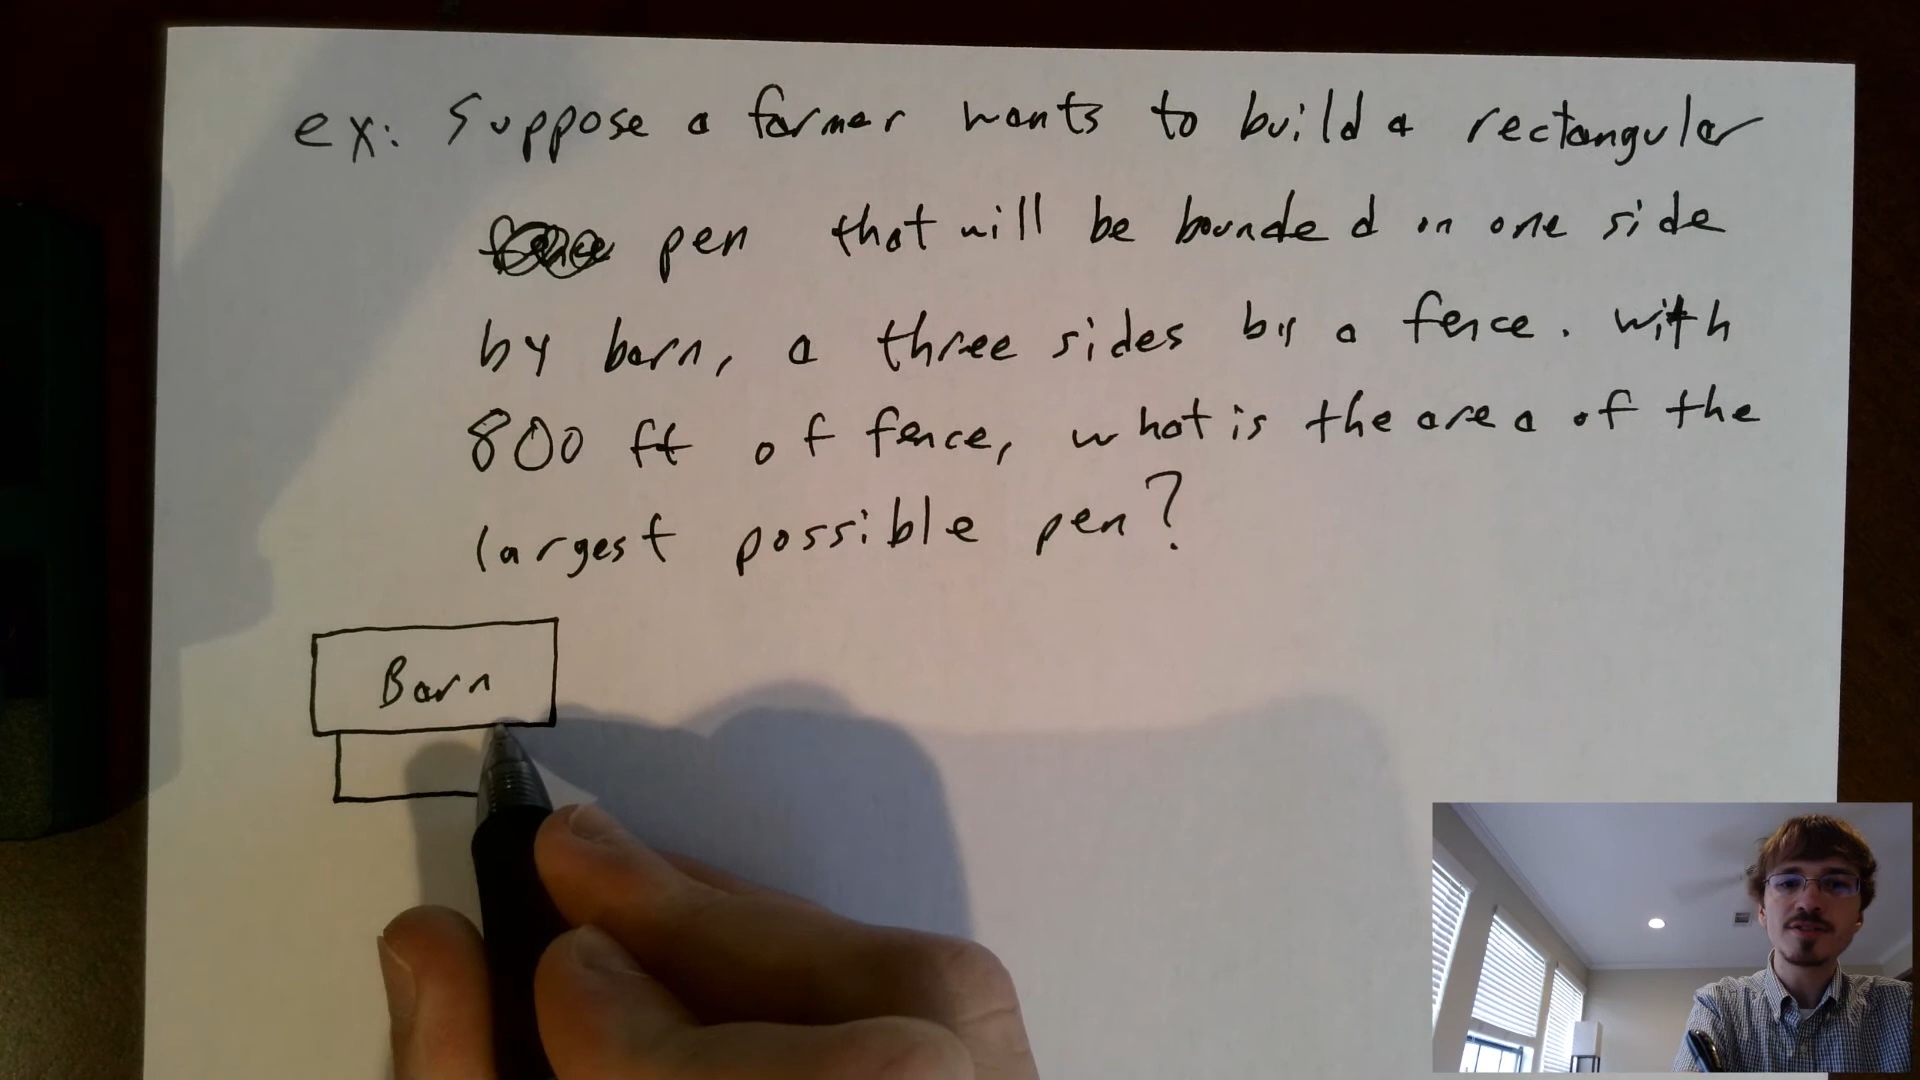 ex: Suppose a farmer wants to build a rectangular
pen that will be bounded on one side
by barn, a three sides by a fence. With
800 ft of fence, what is the area of the
largest possible pen?
Barn